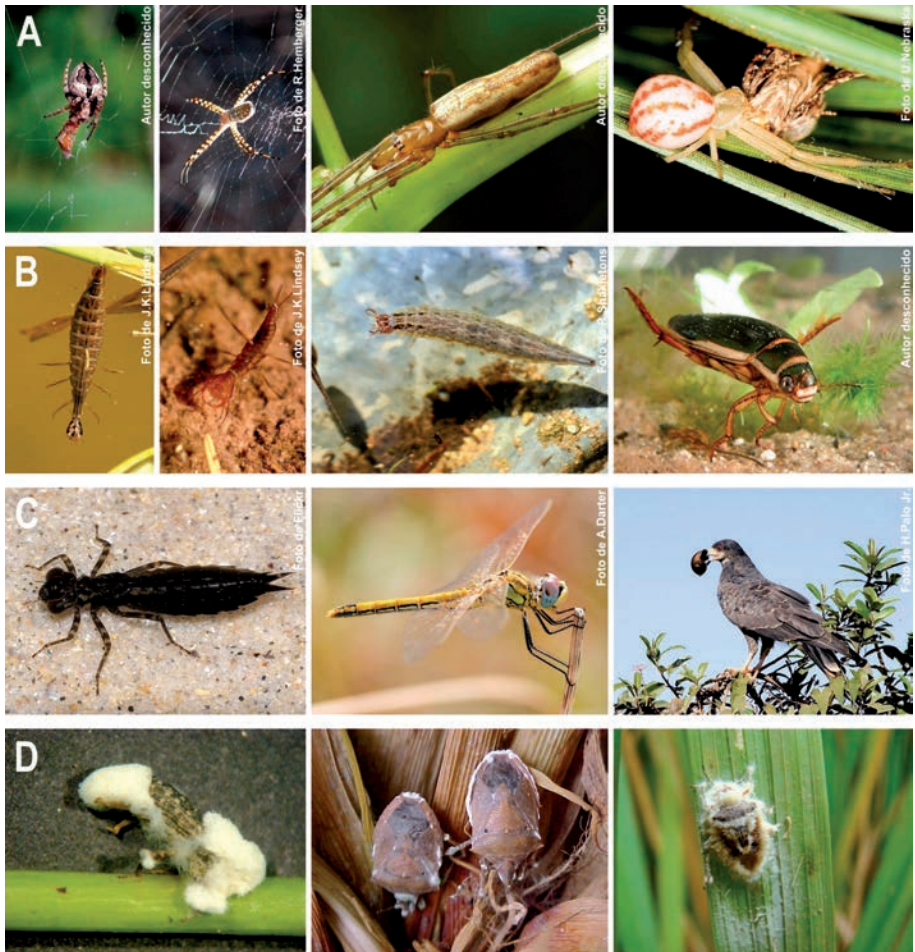 A
Autor desconhecido
Foto de R.Hemberger
Autor des
Foto de U.Nebraska
B
Foto de J.K.Lindsey
Foto de J.K.Lindsey
Autor desconhecido
C
Foto de Flickr
Foto de A.Darter
Foto de H.Palo Jr.
D